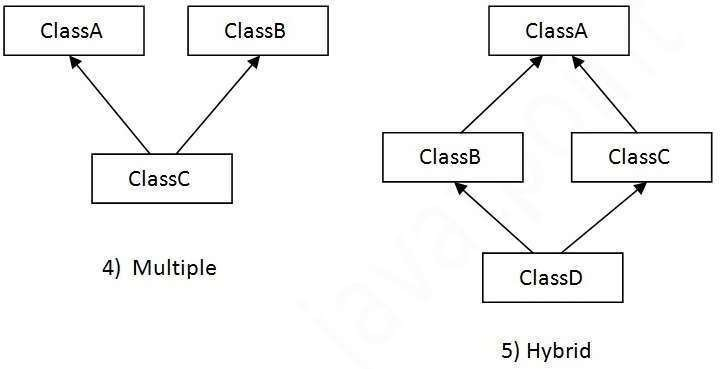 ClassA
ClassB
ClassC
4) Multiple
ClassA
ClassB
ClassC
ClassD
5) Hybrid